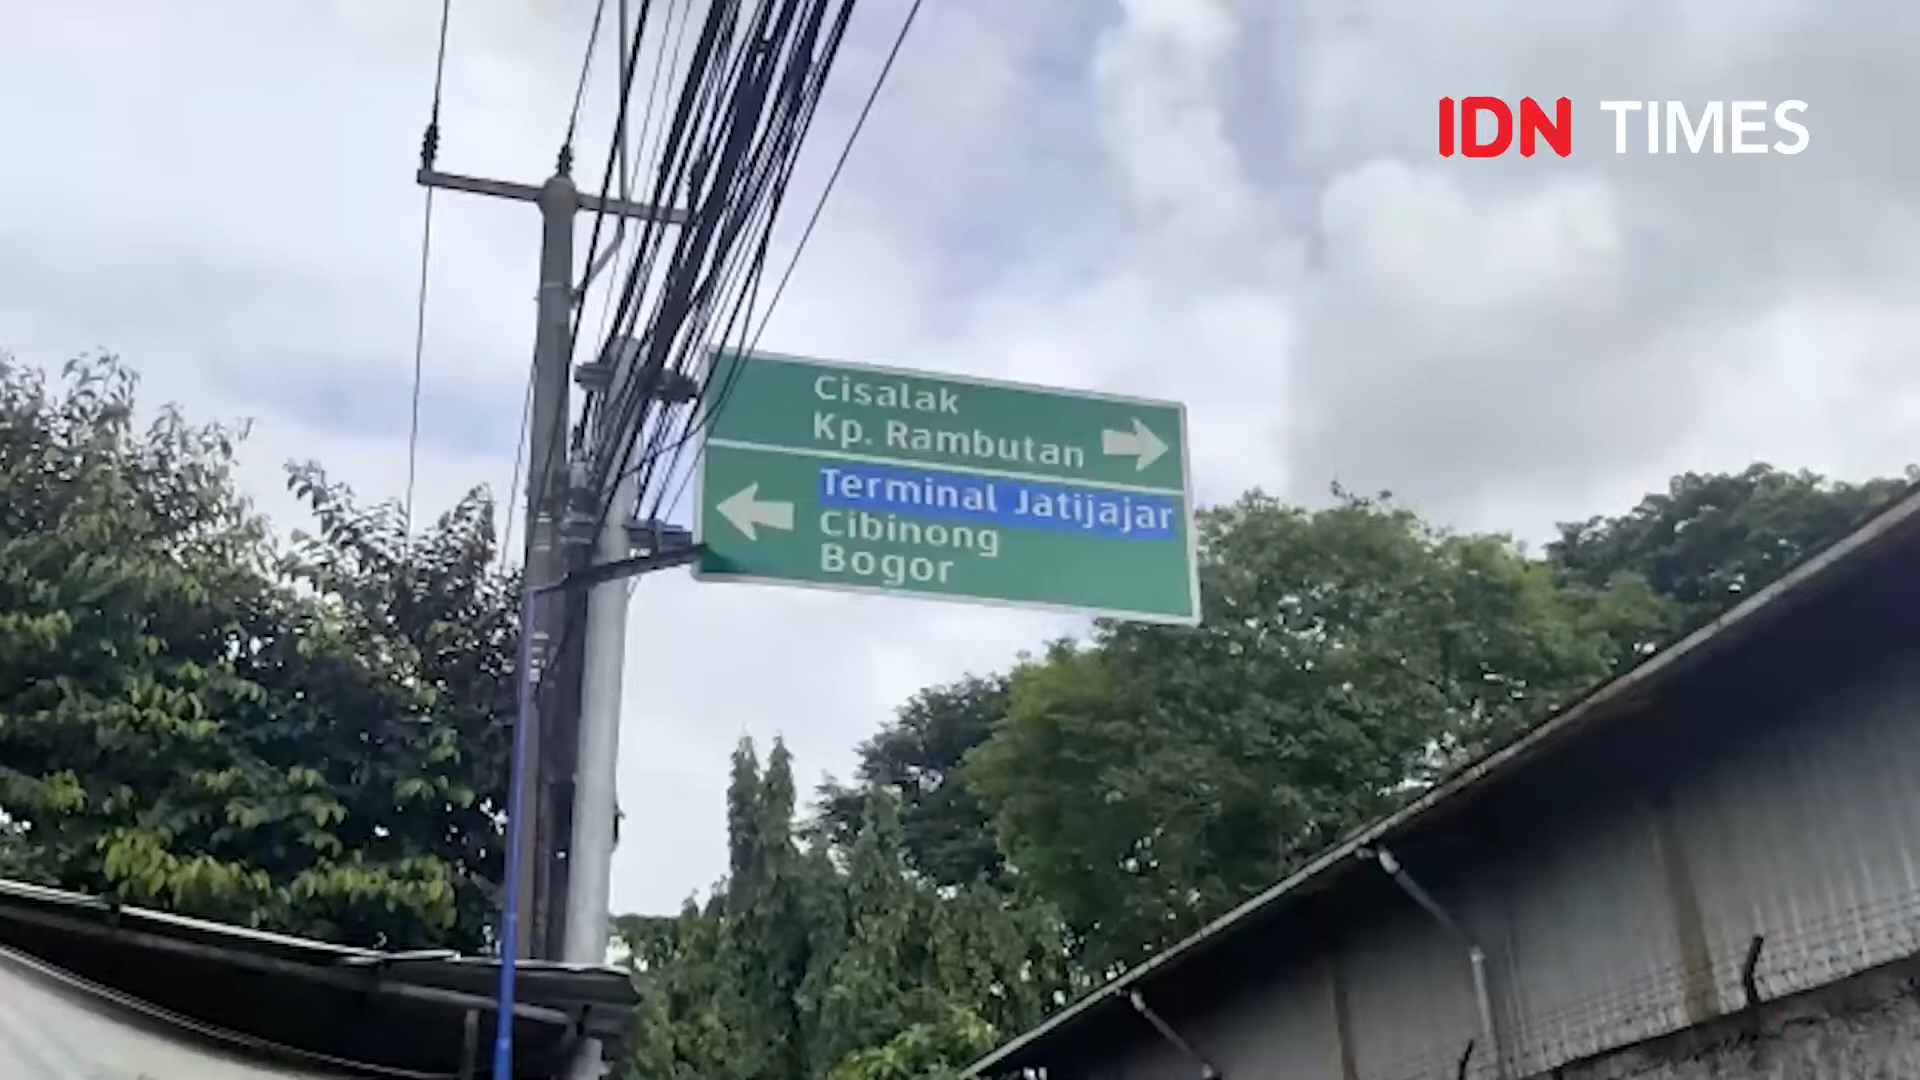 IDN TIMES
Cisalak
Kp. Rambutan
Terminal Jatijajar
Cibinong
Bogor